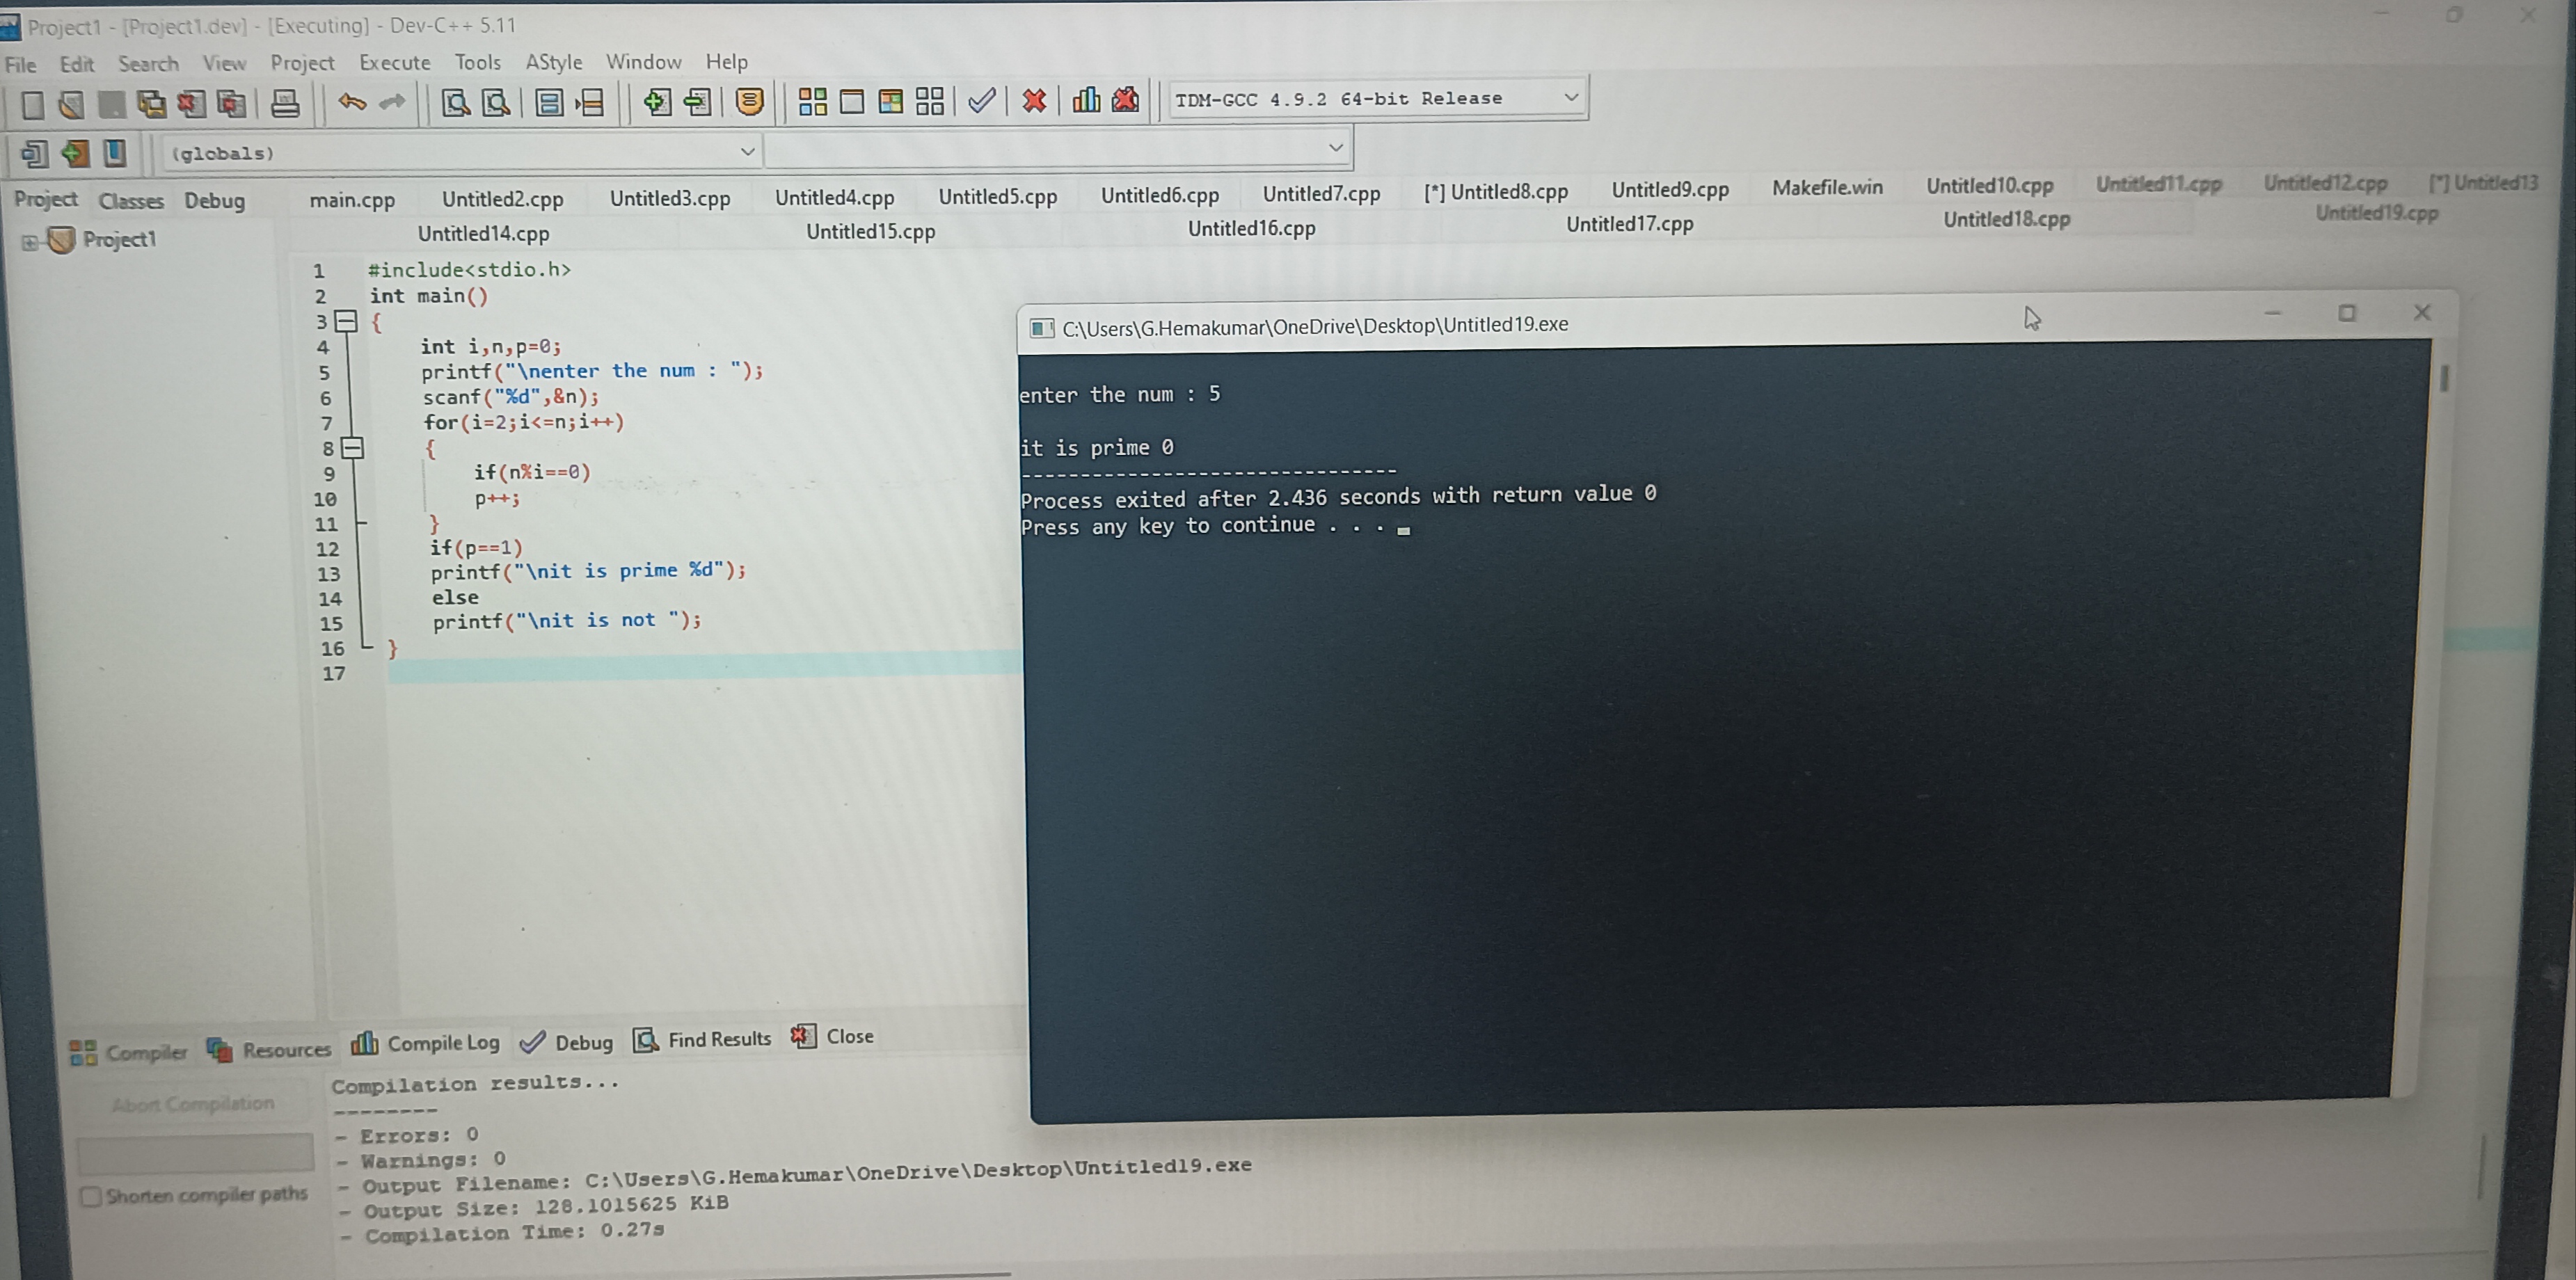 Project1 - [Project1.dev] - [Executing] - Dev-C++ 5.11
File Edit Search View Project Execute Tools AStyle Window Help
TDM-GCC 4.9.2 64-bit Release
(globals)
Project Classes Debug
main.cpp Untitled2.cpp Untitled3.cpp Untitled4.cpp Untitled5.cpp Untitled6.cpp Untitled7.cpp [*] Untitled8.cpp Untitled9.cpp Makefile.win Untitled10.cpp Untitled11.cpp Untitled12.cpp [*] Untitled13
Untitled14.cpp Untitled15.cpp Untitled16.cpp Untitled17.cpp Untitled18.cpp Untitled19.cpp
Project1
1 #include<stdio.h>
2 int main()
3 {
4 int i,n,p=0;
5 printf("\nenter the num : ");
6 scanf("%d",&n);
7 for(i=2;i<=n;i++)
8 {
9 if(n%i==0)
10 p++;
11 }
12 if(p==1)
13 printf("\nit is prime %d");
14 else
15 printf("\nit is not ");
16 }
17
C:\Users\G.Hemakumar\OneDrive\Desktop\Untitled19.exe
enter the num : 5
it is prime 0
--------------------------------
Process exited after 2.436 seconds with return value 0
Press any key to continue . . .
Compiler Resources Compile Log Debug Find Results Close
Abort Compilation
Shorten compiler paths
Compilation results...
--------
- Errors: 0
- Warnings: 0
- Output Filename: C:\Users\G.Hemakumar\OneDrive\Desktop\Untitled19.exe
- Output Size: 128.1015625 KiB
- Compilation Time: 0.27s